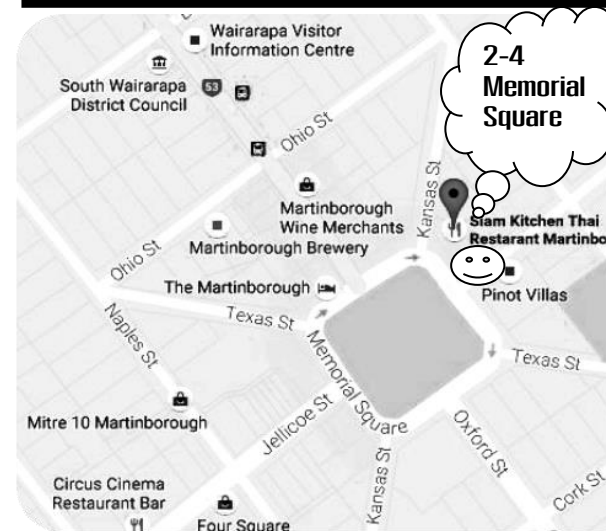 Wairarapa Visitor
Information Centre
South Wairarapa
District Council
53
2-4
Memorial
Square
Ohio St
Kansas St
Martinborough
Wine Merchants
Siam Kitchen Thai
Restarant Martinbo
Martinborough Brewery
Ohio St
The Martinborough
Pinot Villas
Texas St
Naples St
Memorial Square
Texas St
Mitre 10 Martinborough
Jellicoe St
Oxford St
Kansas St
Cork St
Circus Cinema
Restaurant Bar
Four Square